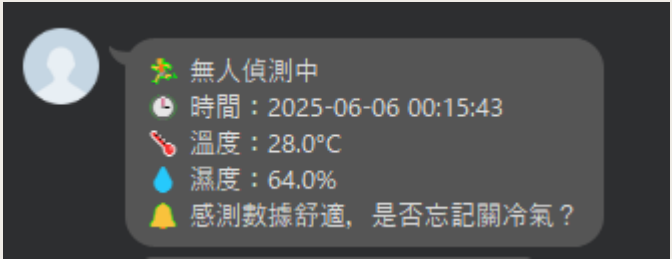 🏃 無人偵測中
🕒 時間：2025-06-06 00:15:43
🌡️ 溫度：28.0°C
💧 濕度：64.0%
🔔 感測數據舒適，是否忘記關冷氣？